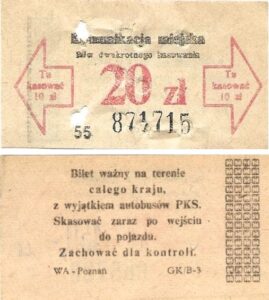 Komunikacja miejska
Bilet dwukrotnego kasowania
Tu
kasować
10 zł
20 zł
Tu
kasować
10 zł
55 871715
Bilet ważny na terenie
całego kraju,
z wyjątkiem autobusów PKS.
Skasować zaraz po wejściu
do pojazdu.
Zachować dla kontroli.
WA-Poznań GK/B-3